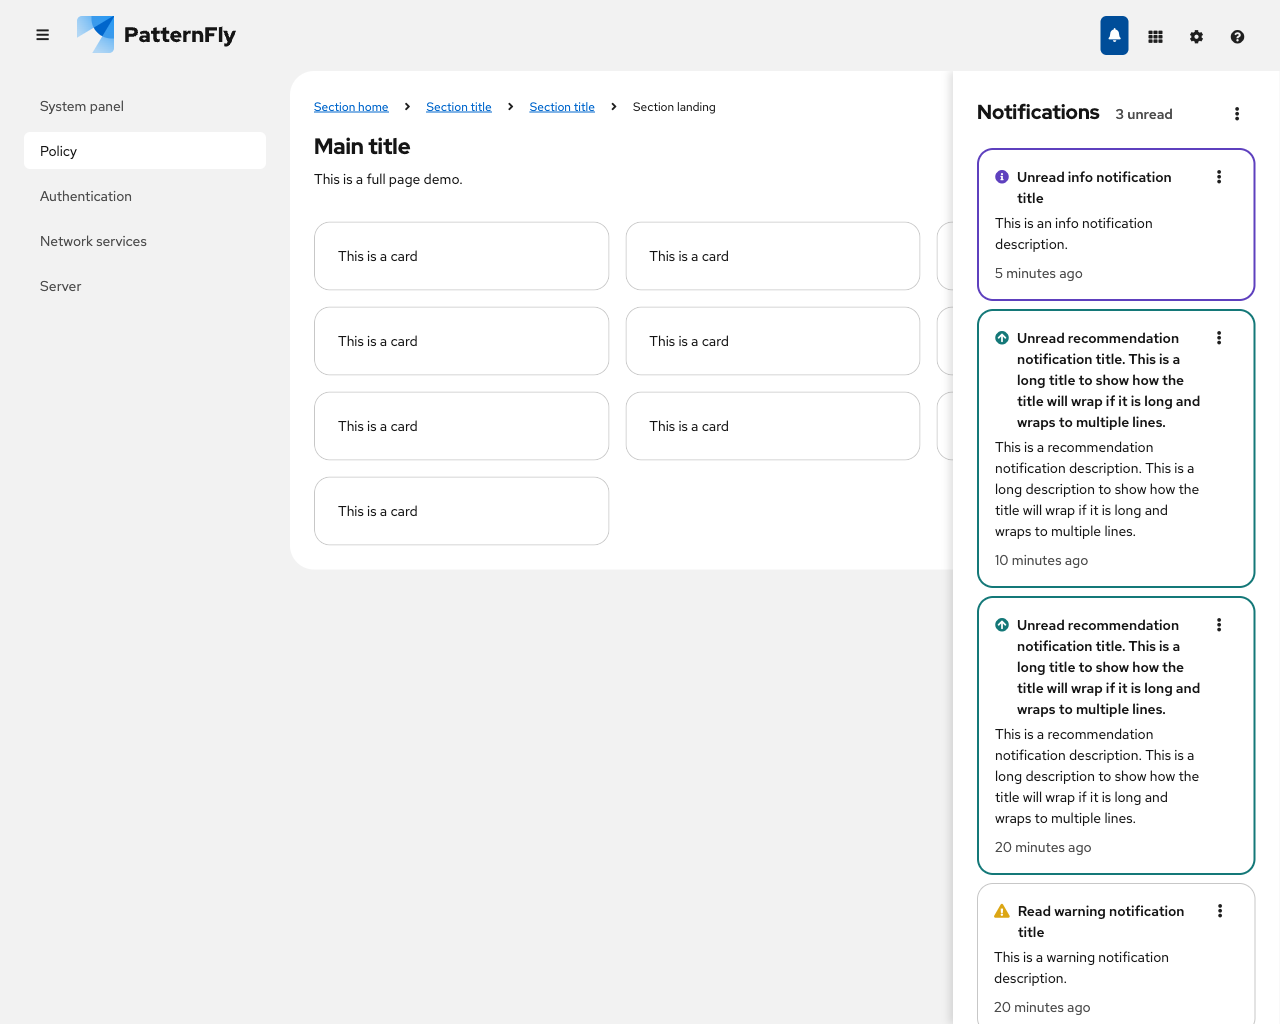 PatternFly
System panel
Policy
Authentication
Network services
Server
Section home
Section title
Section title
Section landing
Main title
This is a full page demo.
This is a card
This is a card
This is a card
This is a card
This is a card
This is a card
This is a card
Notifications
3 unread
Unread info notification
title
This is an info notification
description.
5 minutes ago
Unread recommendation
notification title. This is a
long title to show how the
title will wrap if it is long and
wraps to multiple lines.
This is a recommendation
notification description. This is a
long description to show how the
title will wrap if it is long and
wraps to multiple lines.
10 minutes ago
Unread recommendation
notification title. This is a
long title to show how the
title will wrap if it is long and
wraps to multiple lines.
This is a recommendation
notification description. This is a
long description to show how the
title will wrap if it is long and
wraps to multiple lines.
20 minutes ago
Read warning notification
title
This is a warning notification
description.
20 minutes ago